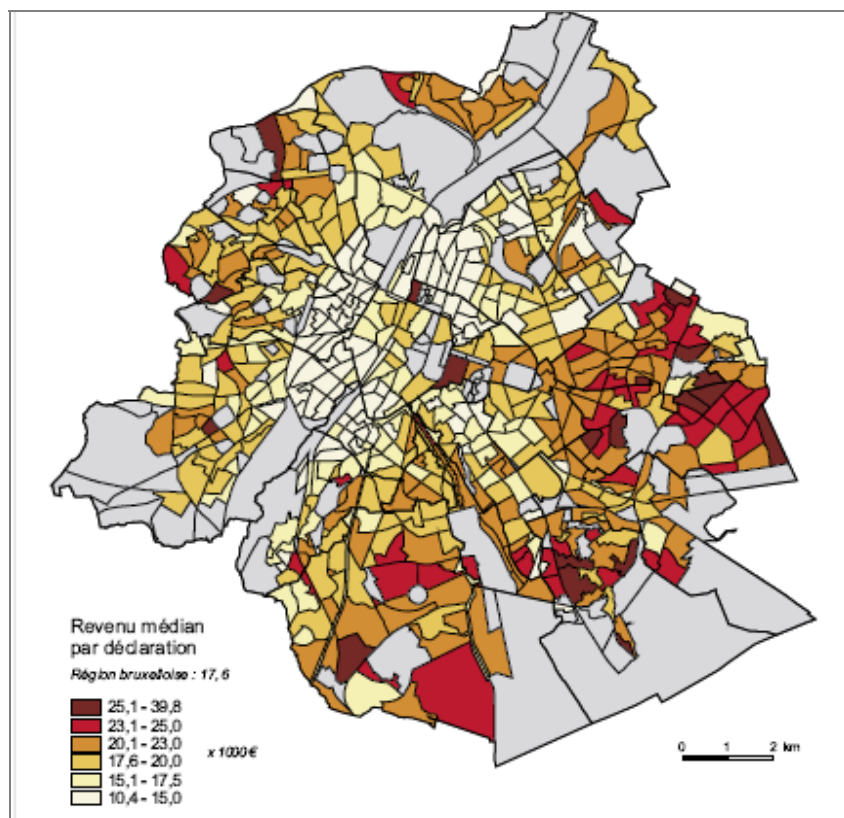 Revenu médian
par déclaration
Région bruxelloise : 17,6
25,1 - 39,8
23,1 - 25,0
20,1 - 23,0
17,6 - 20,0
15,1 - 17,5
10,4 - 15,0
x 1000 €
0 1 2 km